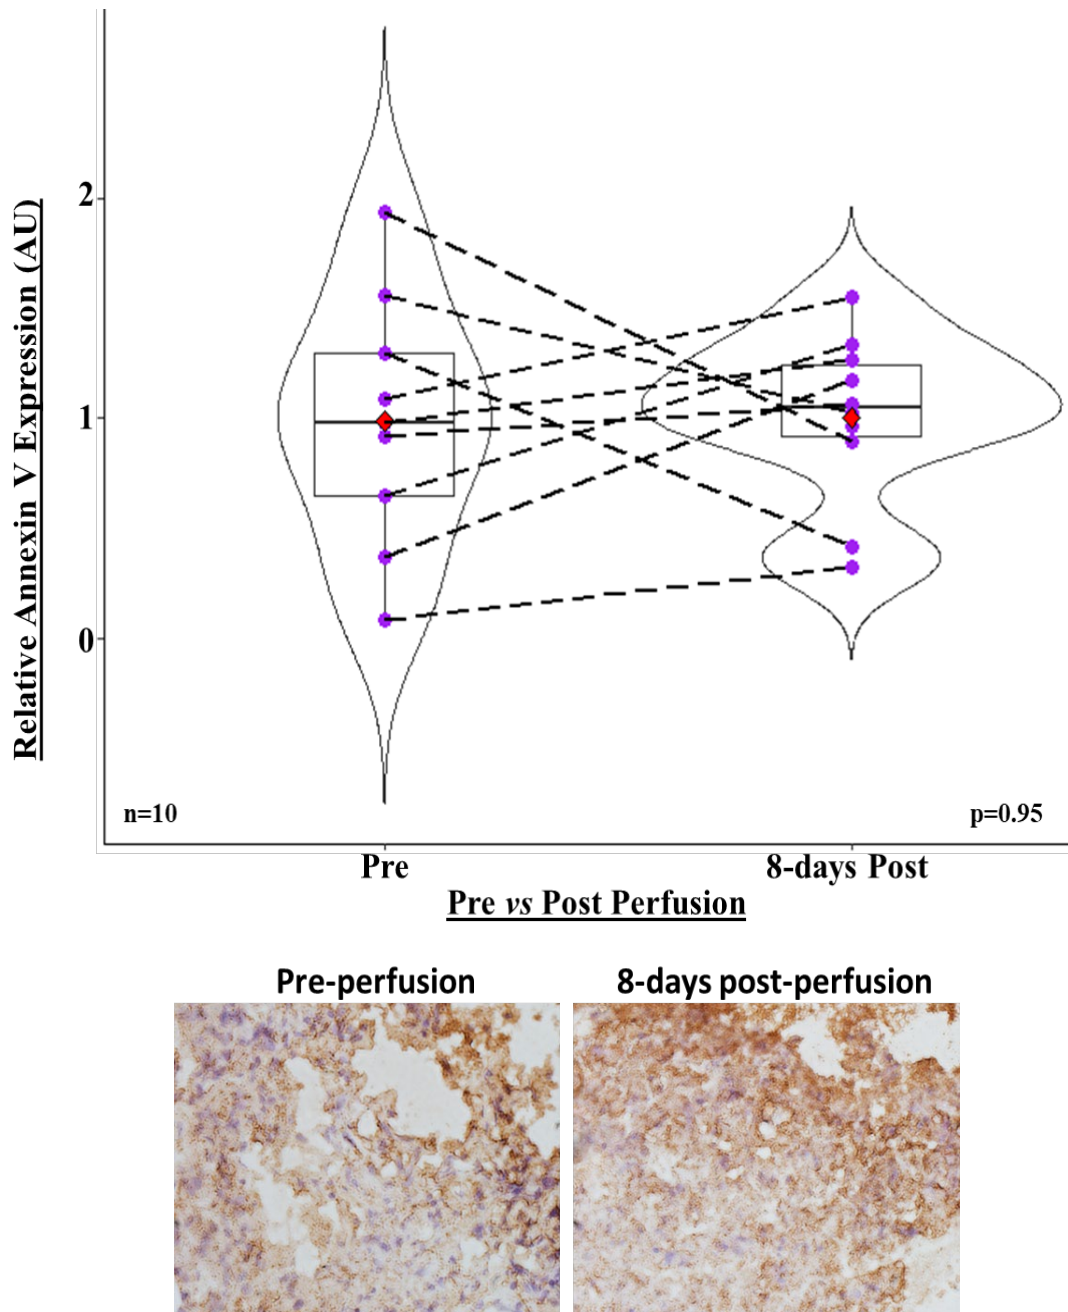 Relative Annexin V Expression (AU)
2
1
0
n=10
p=0.95
Pre
8-days Post
Pre vs Post Perfusion
Pre-perfusion
8-days post-perfusion